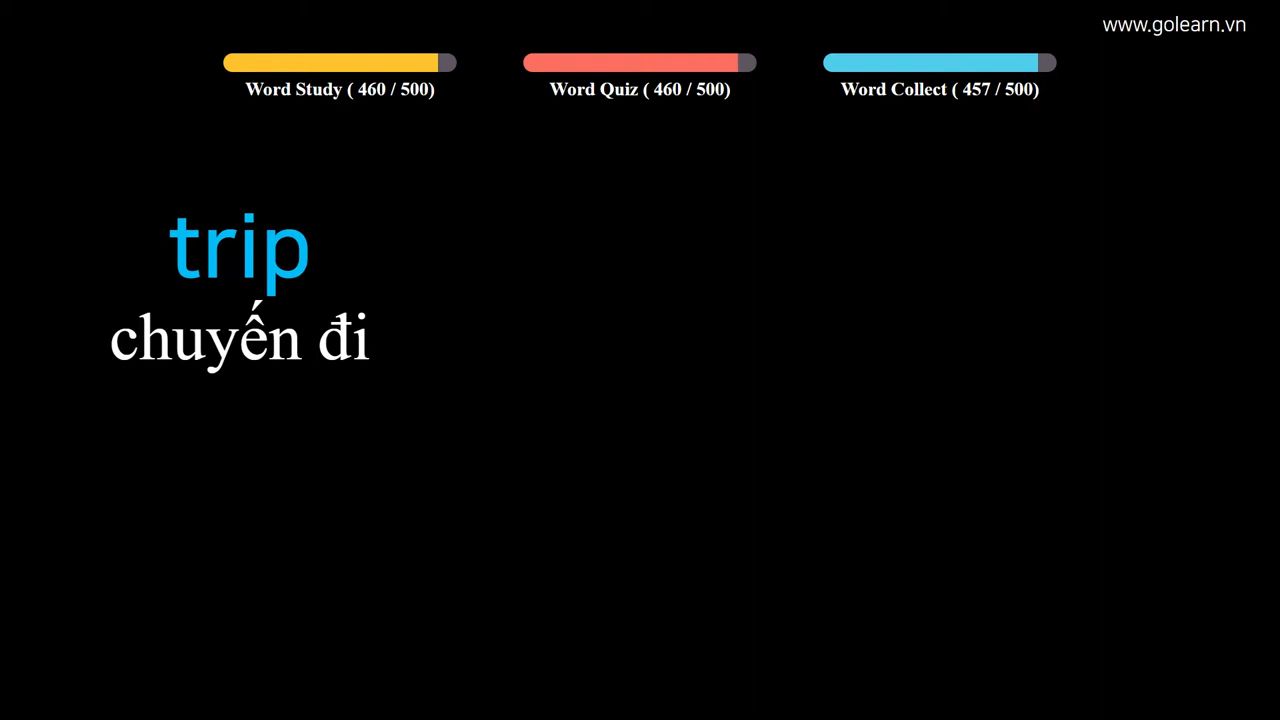 www.golearn.vn
Word Study ( 460 / 500)
Word Quiz ( 460 / 500)
Word Collect ( 457 / 500)
trip
chuyến đi